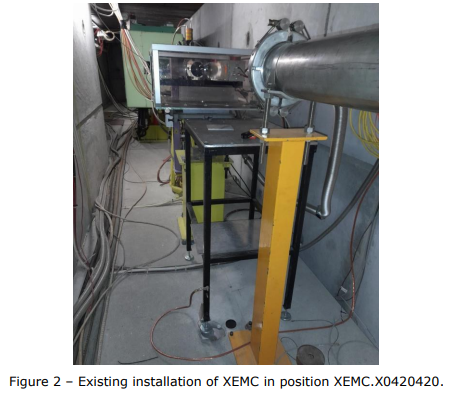 Figure 2 – Existing installation of XEMC in position XEMC.X0420420.